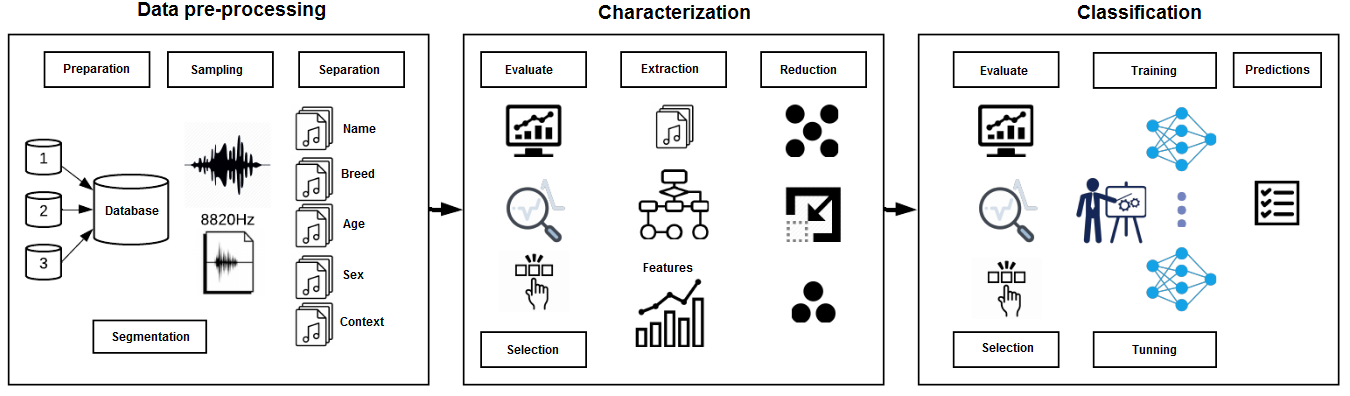 Data pre-processing
Characterization
Classification
Preparation
Sampling
Separation
1
2
3
Database
8820Hz
Name
Breed
Age
Sex
Context
Segmentation
Evaluate
Extraction
Reduction
Features
Selection
Evaluate
Training
Predictions
Selection
Tunning